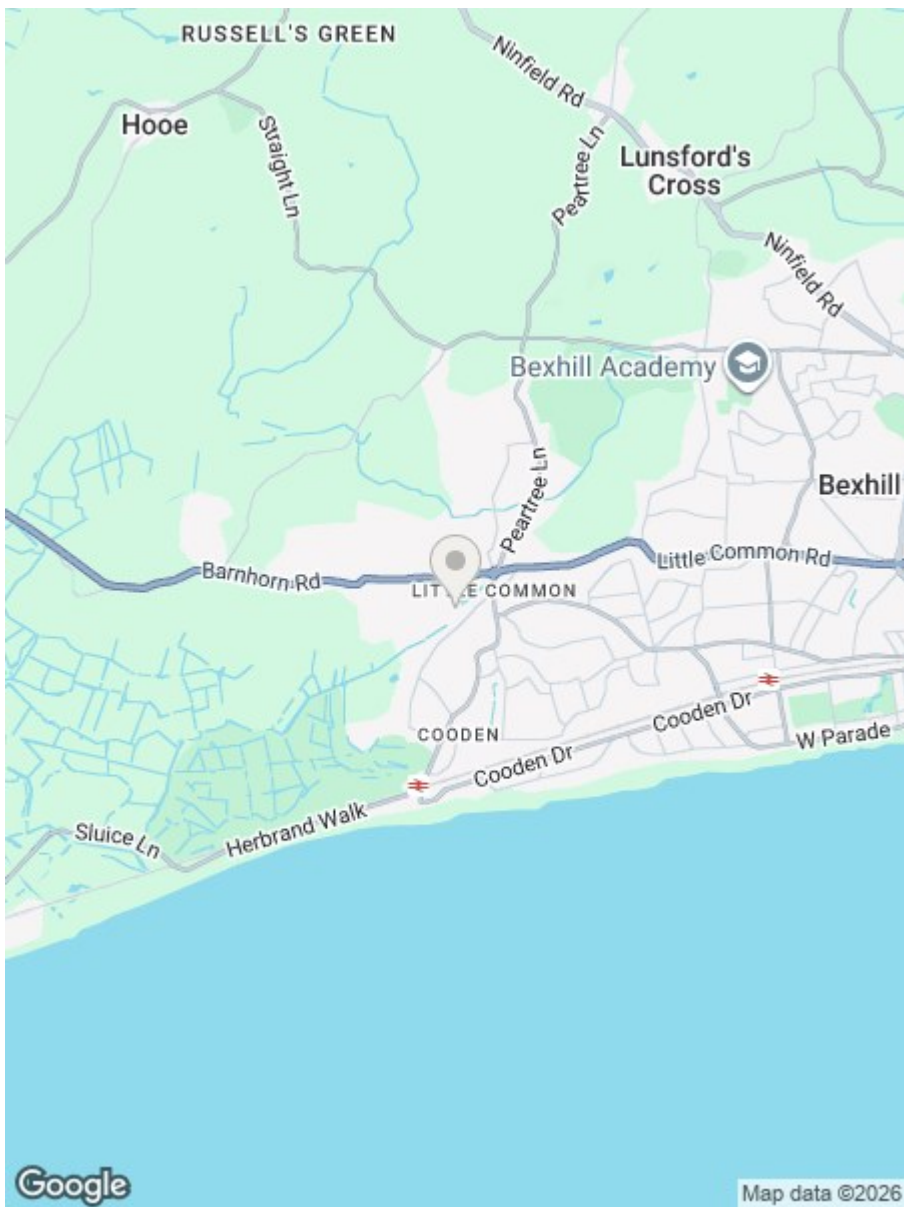 RUSSELL'S GREEN
Ninfield Rd
Hooe
Straight Ln
Peartree Ln
Lunsford's
Cross
Ninfield Rd
Bexhill Academy
Peartree Ln
Bexhill
Barnhorn Rd
Little Common Rd
LITTLE COMMON
COODEN
Cooden Dr
Cooden Dr
W Parade
Herbrand Walk
Sluice Ln
Google
Map data ©2026